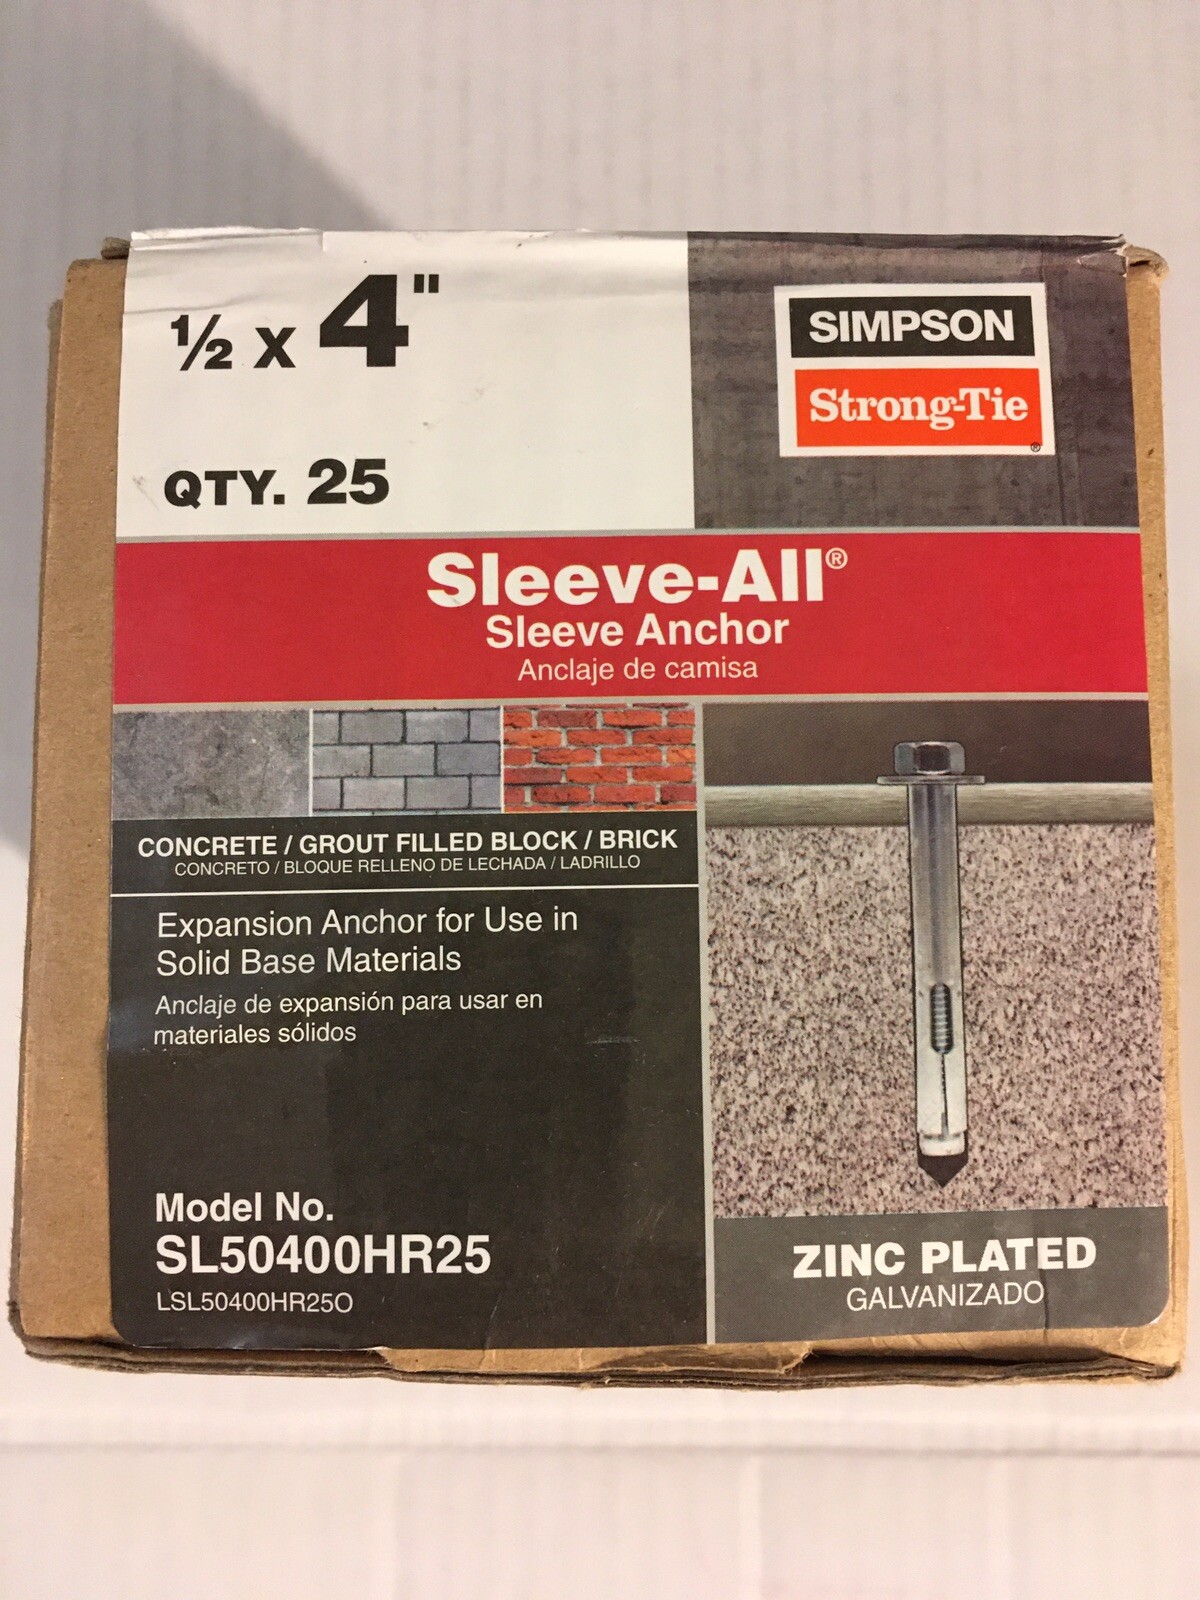 ½ x 4"
QTY. 25
SIMPSON
Strong-Tie
®
Sleeve-All®
Sleeve Anchor
Anclaje de camisa
CONCRETE / GROUT FILLED BLOCK / BRICK
CONCRETO / BLOQUE RELLENO DE LECHADA / LADRILLO
Expansion Anchor for Use in
Solid Base Materials
Anclaje de expansión para usar en
materiales sólidos
Model No.
SL50400HR25
LSL50400HR25O
ZINC PLATED
GALVANIZADO